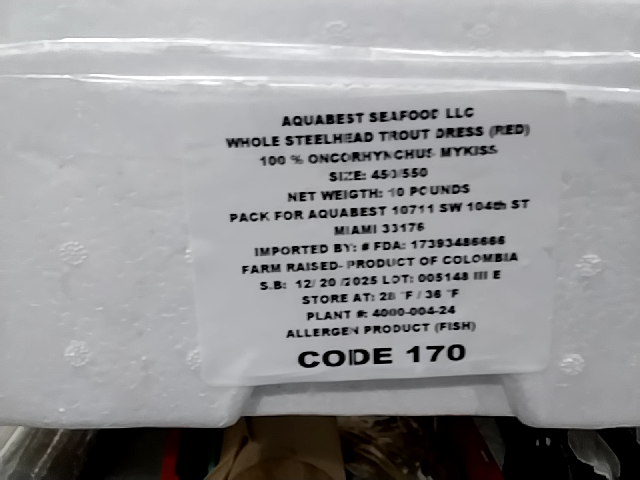 AQUABEST SEAFOOD LLC
WHOLE STEELHEAD TROUT DRESS (RED)
100 % ONCORHYNCHUS MYKISS
SIZE: 450/550
NET WEIGTH: 10 POUNDS
PACK FOR AQUABEST 10711 SW 104th ST
MIAMI 33176
IMPORTED BY: # FDA: 17393486666
FARM RAISED- PRODUCT OF COLOMBIA
S.B: 12/ 20 /2025 LOT: 005148 III E
STORE AT: 28 °F / 36 °F
PLANT #: 4000-004-24
ALLERGEN PRODUCT (FISH)
CODE 170